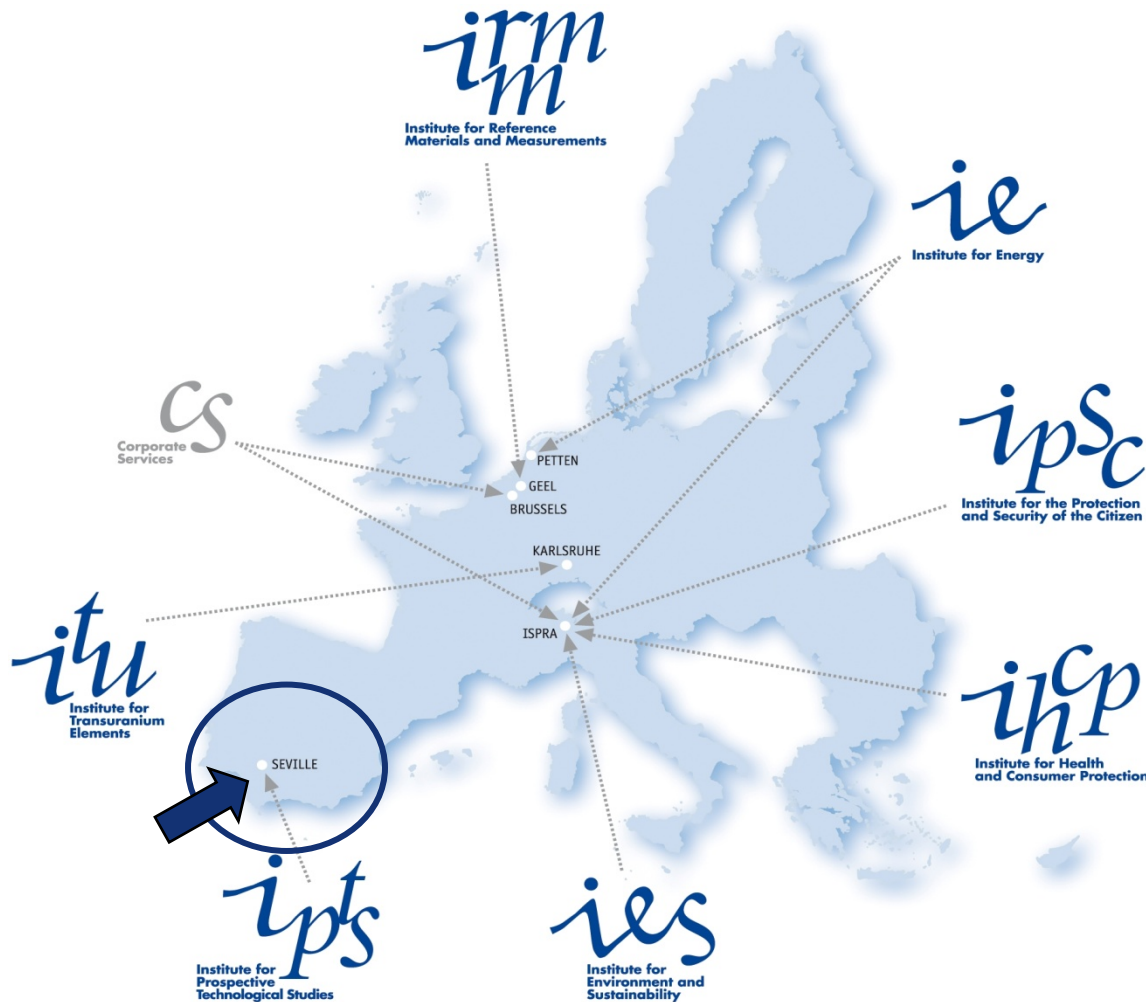 irmm
Institute for Reference
Materials and Measurements
ie
Institute for Energy
cs
Corporate
Services
ipsc
Institute for the Protection
and Security of the Citizen
PETTEN
GEEL
BRUSSELS
KARLSRUHE
ISPRA
itu
Institute for
Transuranium
Elements
ihcp
Institute for Health
and Consumer Protection
SEVILLE
ipts
Institute for
Prospective
Technological Studies
ies
Institute for
Environment and
Sustainability